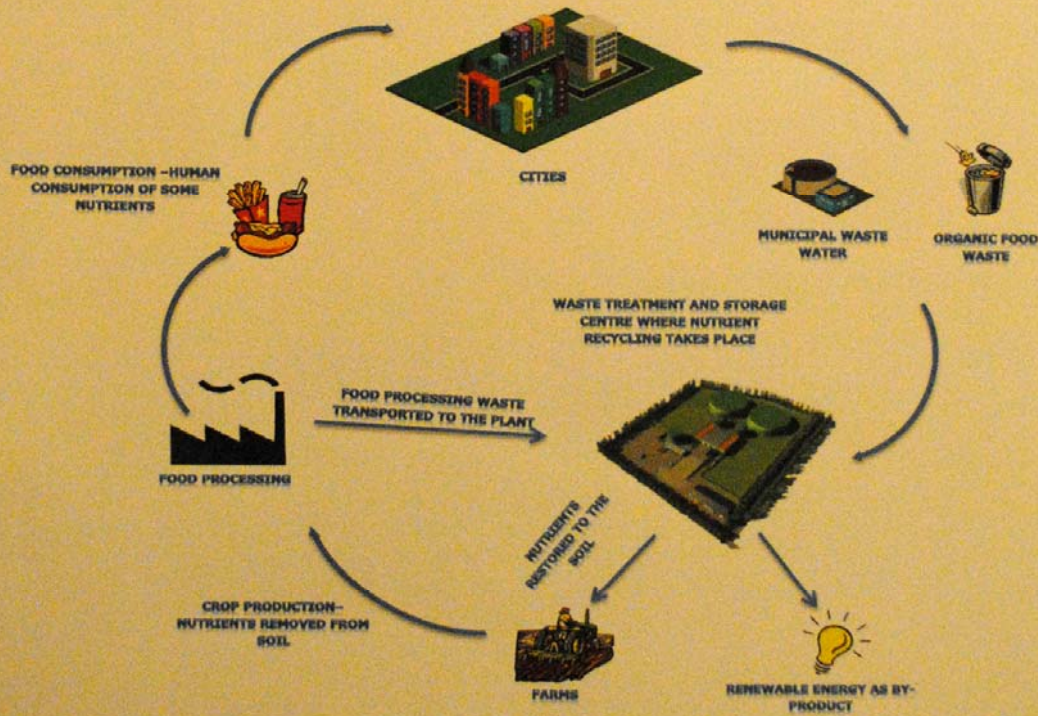 CITIES
FOOD CONSUMPTION –HUMAN
CONSUMPTION OF SOME
NUTRIENTS
MUNICIPAL WASTE
WATER
ORGANIC FOOD
WASTE
WASTE TREATMENT AND STORAGE
CENTRE WHERE NUTRIENT
RECYCLING TAKES PLACE
FOOD PROCESSING WASTE
TRANSPORTED TO THE PLANT
FOOD PROCESSING
NUTRIENTS
RESTORED TO THE
SOIL
CROP PRODUCTION–
NUTRIENTS REMOVED FROM
SOIL
FARMS
RENEWABLE ENERGY AS BY-
PRODUCT